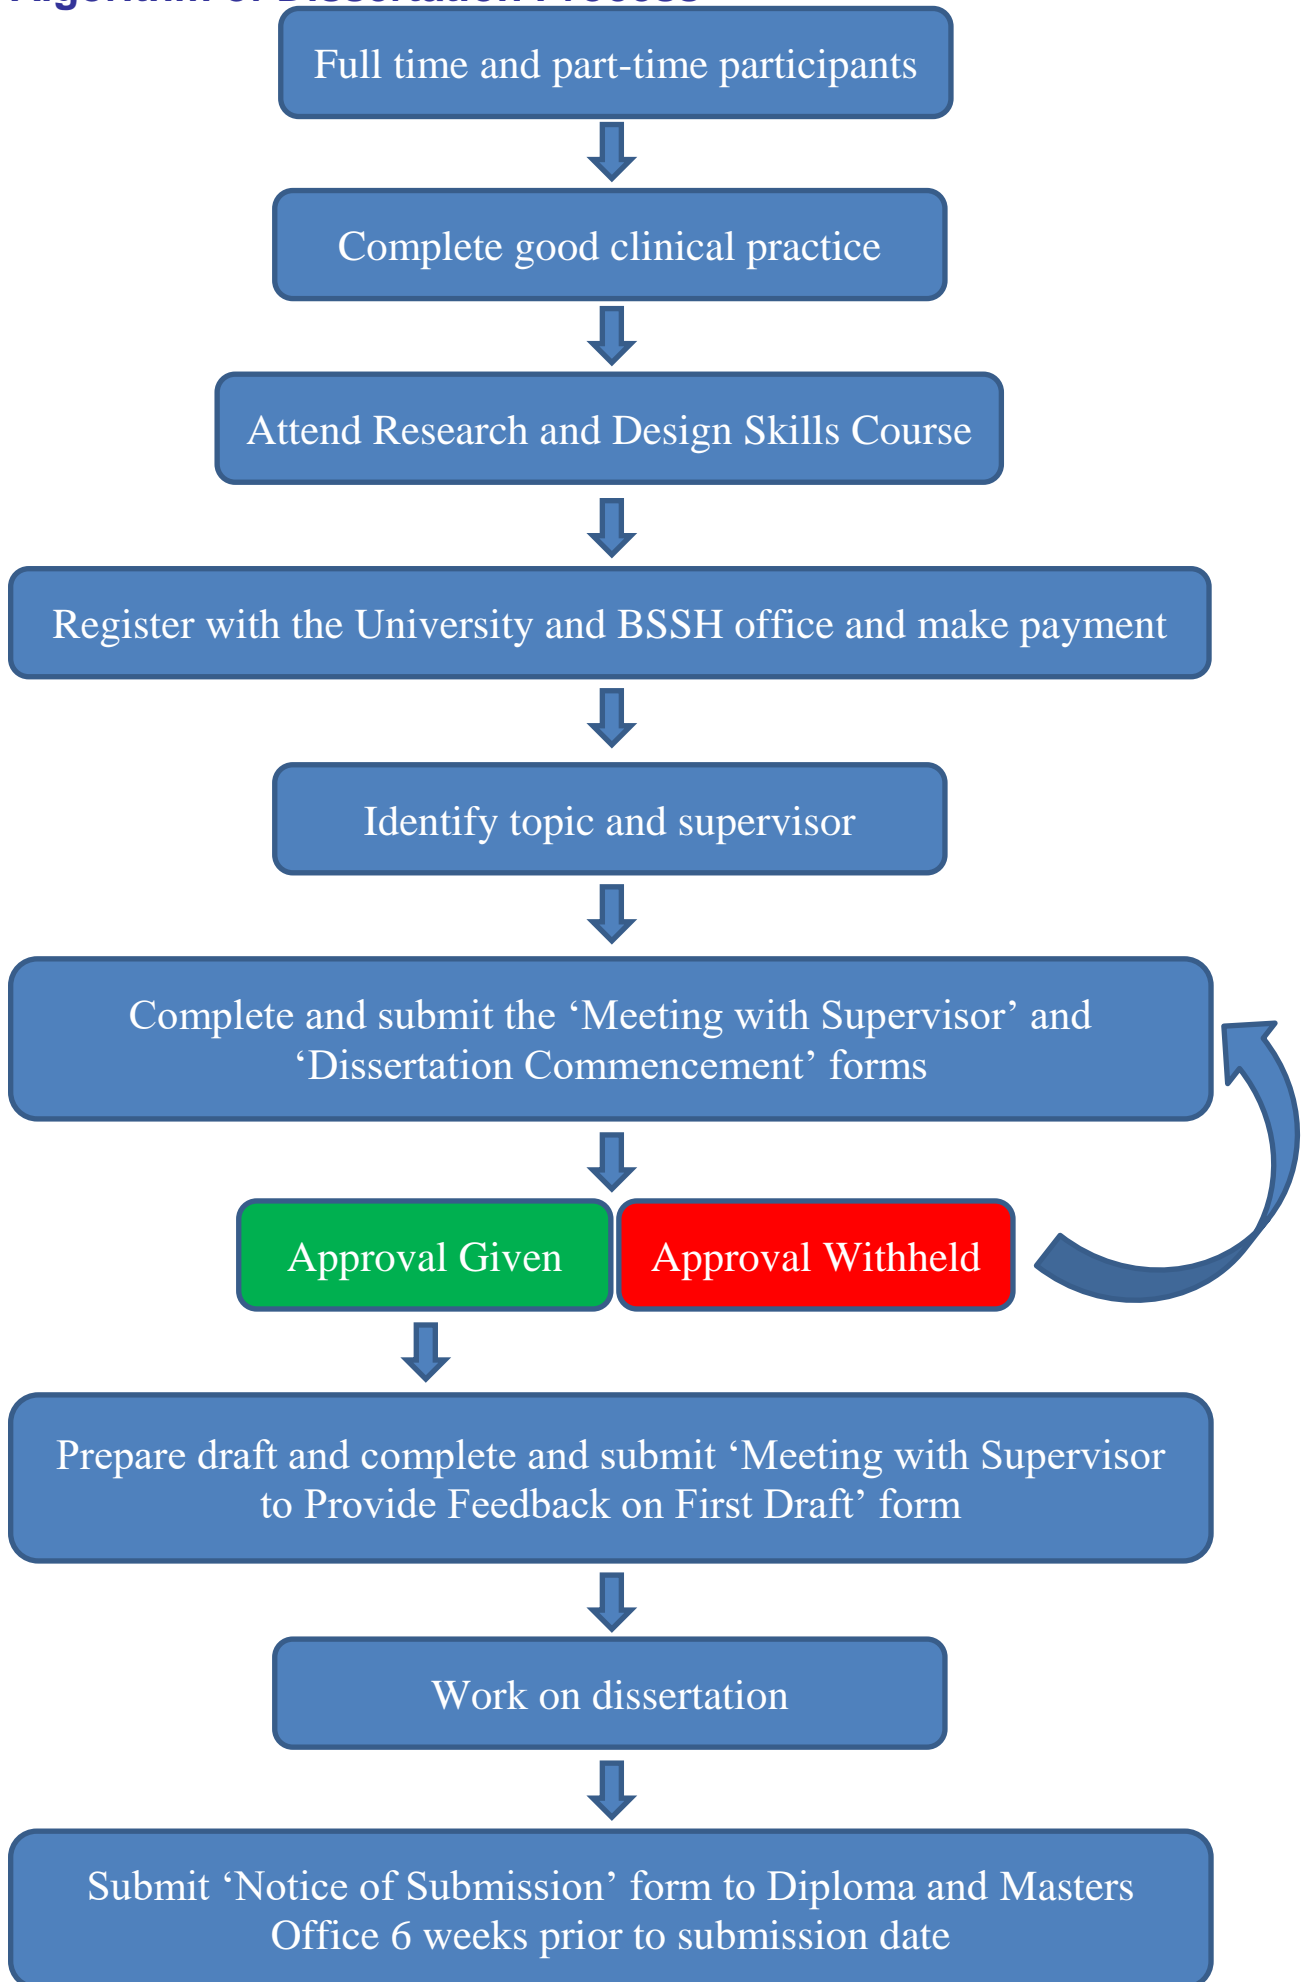 Algorithm of Dissertation Process
Full time and part-time participants
Complete good clinical practice
Attend Research and Design Skills Course
Register with the University and BSSH office and make payment
Identify topic and supervisor
Complete and submit the ‘Meeting with Supervisor’ and
‘Dissertation Commencement’ forms
Approval Given
Approval Withheld
Prepare draft and complete and submit ‘Meeting with Supervisor
to Provide Feedback on First Draft’ form
Work on dissertation
Submit ‘Notice of Submission’ form to Diploma and Masters
Office 6 weeks prior to submission date